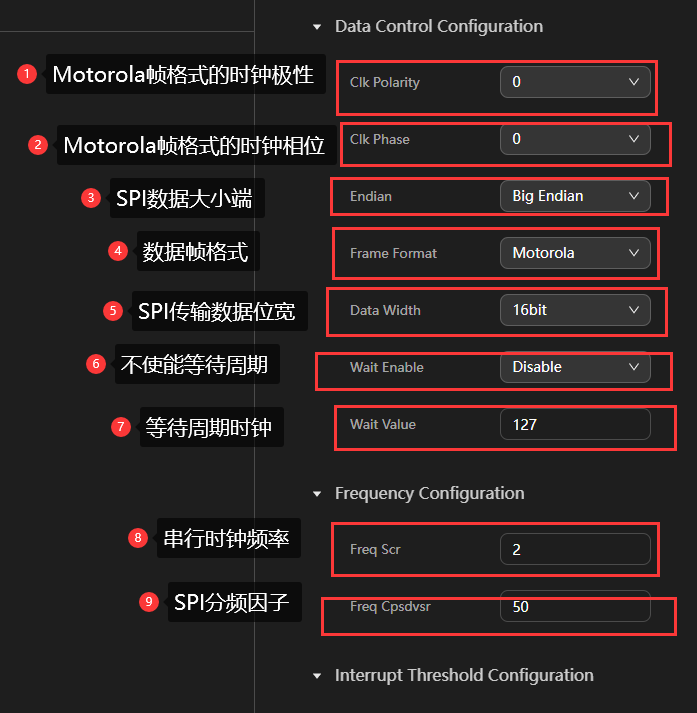 Data Control Configuration
1 Motorola帧格式的时钟极性 Clk Polarity 0
2 Motorola帧格式的时钟相位 Clk Phase 0
3 SPI数据大小端 Endian Big Endian
4 数据帧格式 Frame Format Motorola
5 SPI传输数据位宽 Data Width 16bit
6 不使能等待周期 Wait Enable Disable
7 等待周期时钟 Wait Value 127
Frequency Configuration
8 串行时钟频率 Freq Scr 2
9 SPI分频因子 Freq Cpsdvsr 50
Interrupt Threshold Configuration